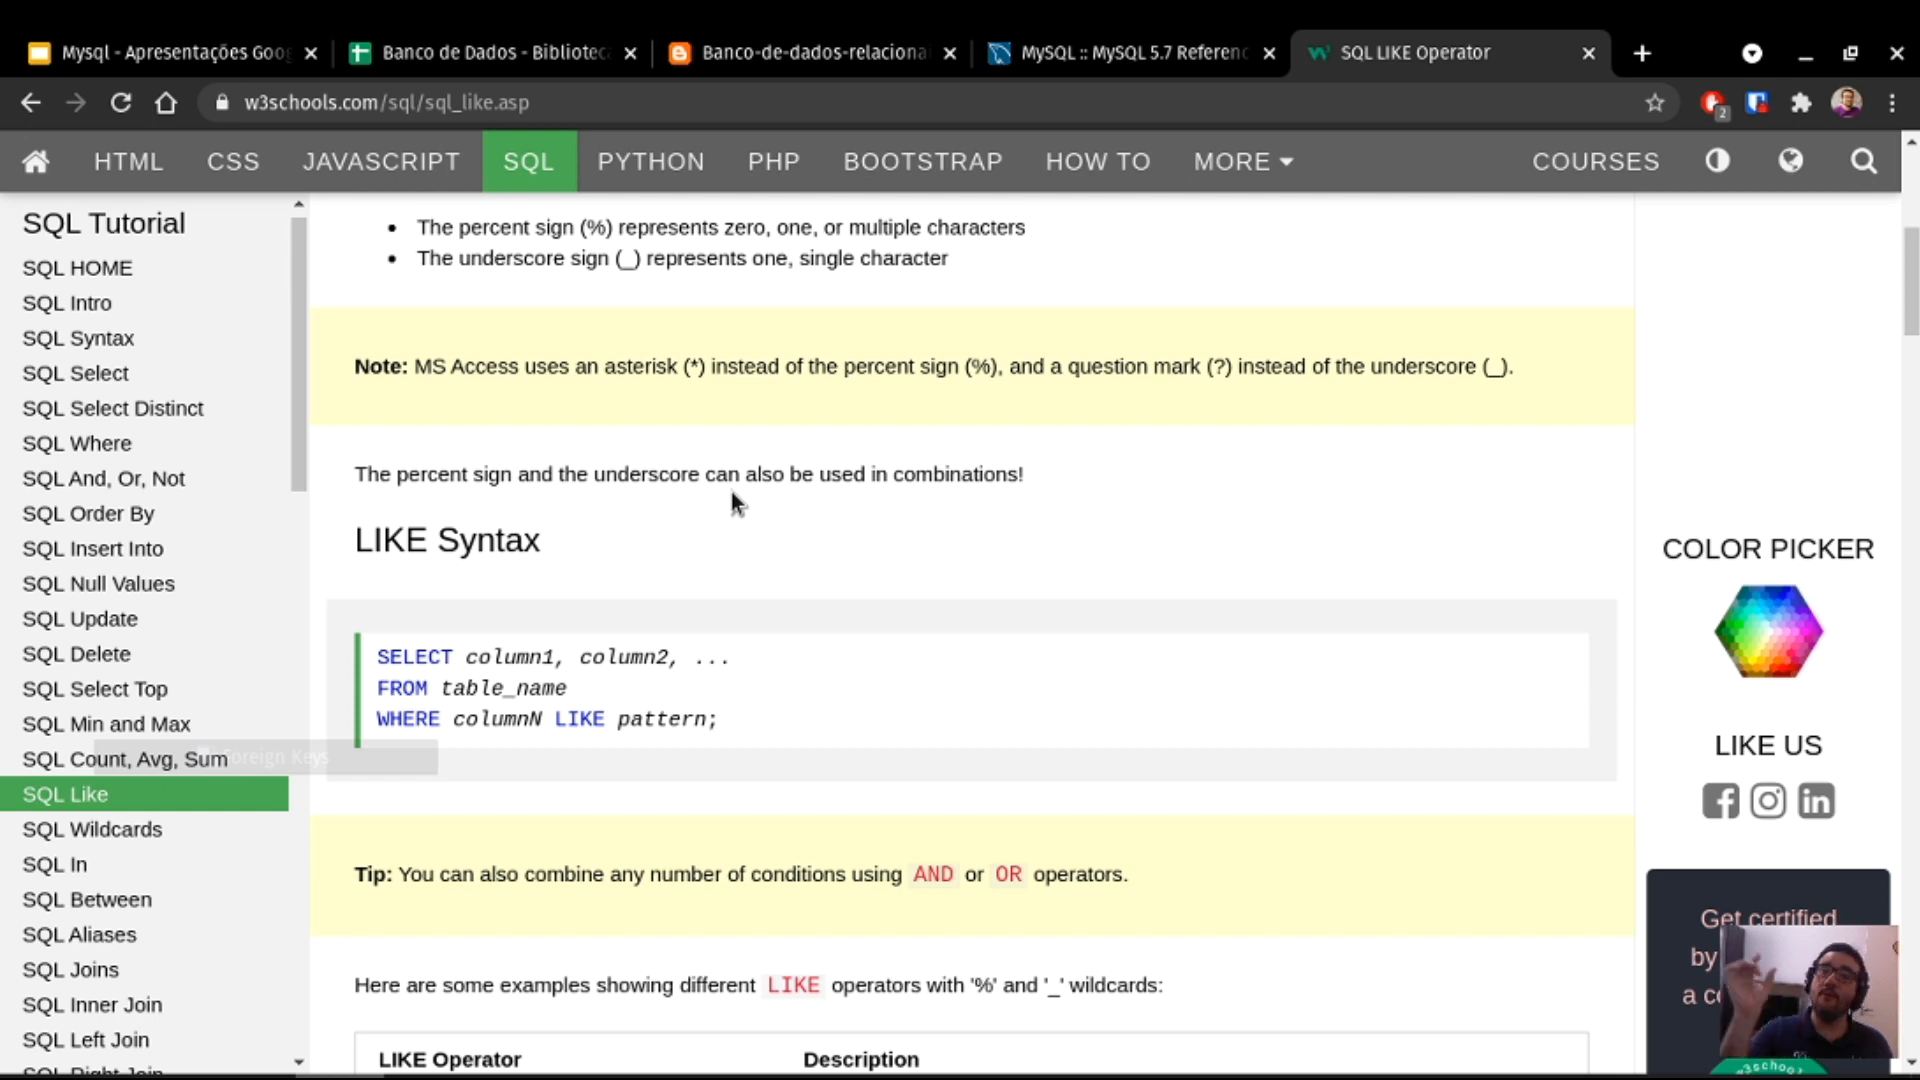 Mysql - Apresentações Goog
Banco de Dados - Bibliotec
Banco-de-dados-relaciona
MySQL :: MySQL 5.7 Referenc
SQL LIKE Operator
w3schools.com/sql/sql_like.asp
2
HTML CSS JAVASCRIPT SQL PYTHON PHP BOOTSTRAP HOW TO MORE COURSES
SQL Tutorial
SQL HOME
SQL Intro
SQL Syntax
SQL Select
SQL Select Distinct
SQL Where
SQL And, Or, Not
SQL Order By
SQL Insert Into
SQL Null Values
SQL Update
SQL Delete
SQL Select Top
SQL Min and Max
SQL Count, Avg, Sum
Foreign Keys
SQL Like
SQL Wildcards
SQL In
SQL Between
SQL Aliases
SQL Joins
SQL Inner Join
SQL Left Join
SQL Right Join
• The percent sign (%) represents zero, one, or multiple characters
• The underscore sign (_) represents one, single character
Note: MS Access uses an asterisk (*) instead of the percent sign (%), and a question mark (?) instead of the underscore (_).
The percent sign and the underscore can also be used in combinations!
LIKE Syntax
SELECT column1, column2, ...
FROM table_name
WHERE columnN LIKE pattern;
Tip: You can also combine any number of conditions using AND or OR operators.
Here are some examples showing different LIKE operators with '%' and '_' wildcards:
LIKE Operator Description
COLOR PICKER
LIKE US
Get certified
by
a c
w3school